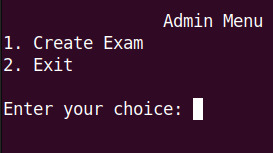 Admin Menu
1. Create Exam
2. Exit
Enter your choice: